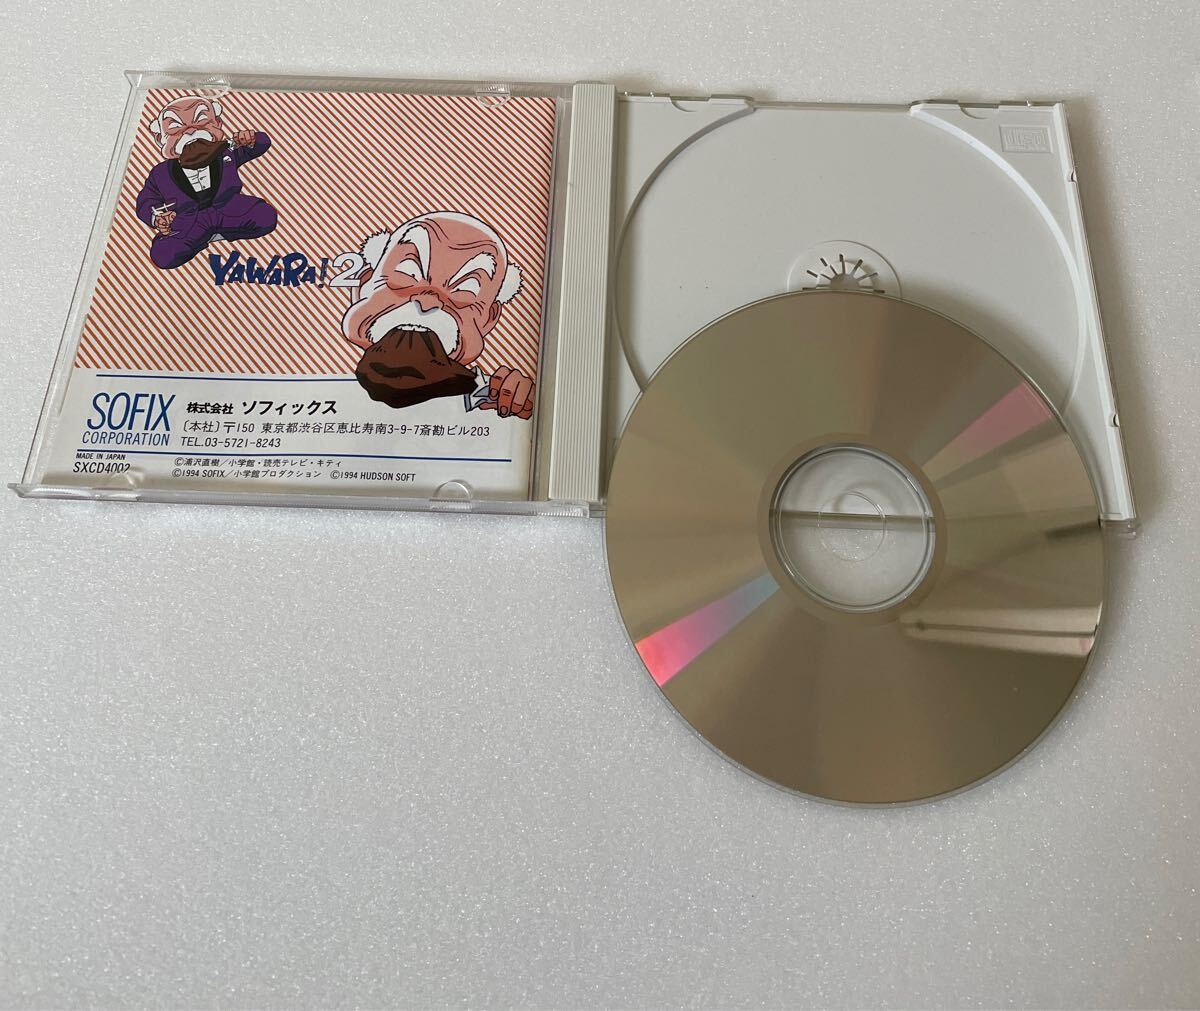 YAWARA! 2
SOFIX
CORPORATION
株式会社 ソフィックス
〔本社〕〒150 東京都渋谷区恵比寿南3-9-7斎勘ビル203
TEL.03-5721-8243
MADE IN JAPAN
SXCD4002
©浦沢直樹／小学館・読売テレビ・キティ
©1994 SOFIX／小学館プロダクション ©1994 HUDSON SOFT